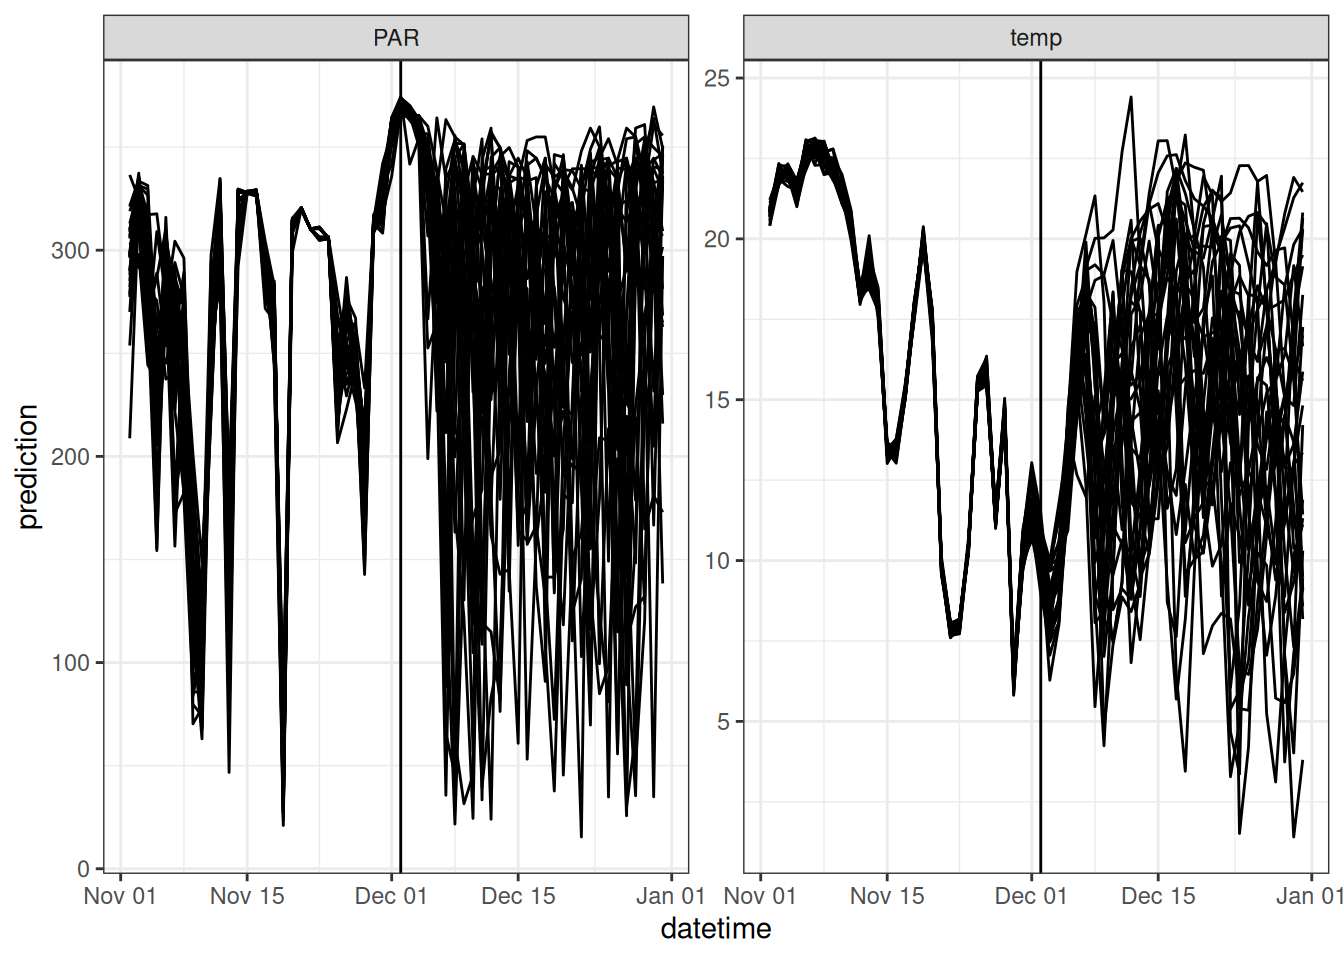 PAR
temp
prediction
300
200
100
0
25
20
15
10
5
Nov 01
Nov 15
Dec 01
Dec 15
Jan 01
Nov 01
Nov 15
Dec 01
Dec 15
Jan 01
datetime